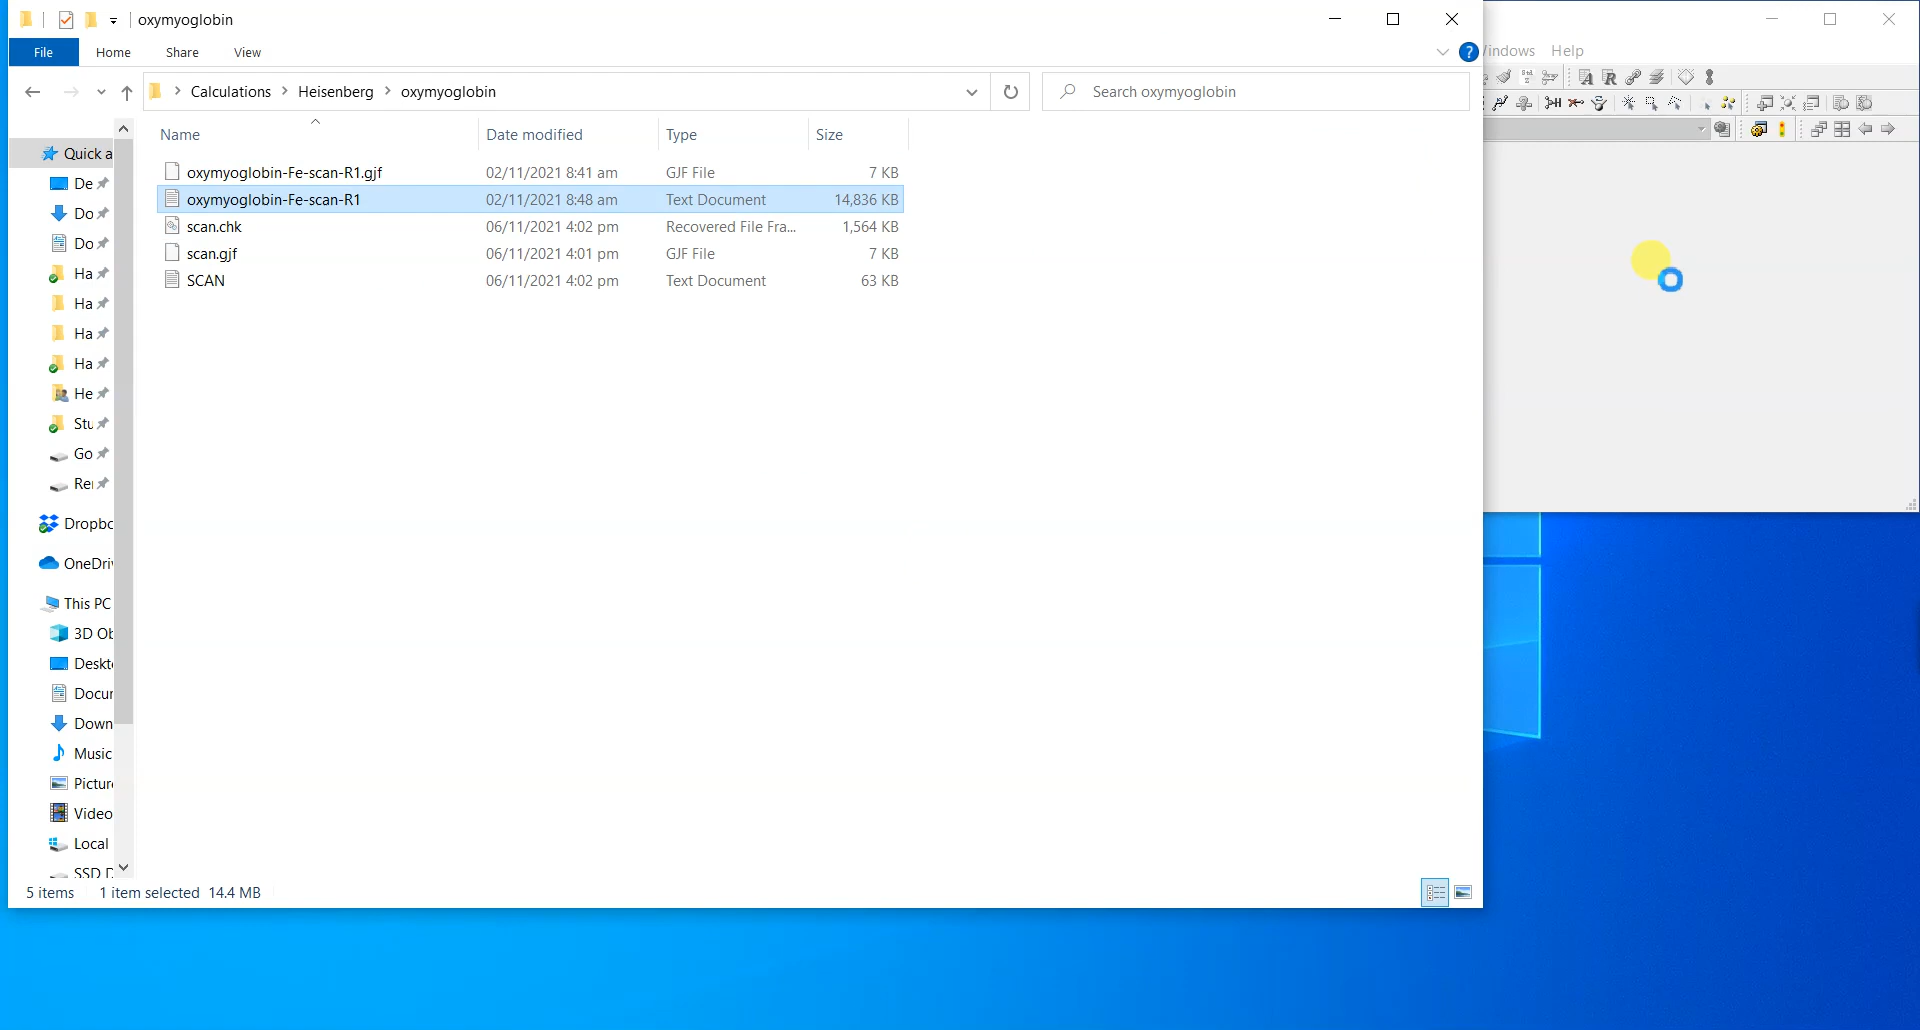 oxymyoglobin
File Home Share View
? Windows Help
Calculations Heisenberg oxymyoglobin Search oxymyoglobin
Name Date modified Type Size
oxymyoglobin-Fe-scan-R1.gjf 02/11/2021 8:41 am GJF File 7 KB
oxymyoglobin-Fe-scan-R1 02/11/2021 8:48 am Text Document 14,836 KB
scan.chk 06/11/2021 4:02 pm Recovered File Fra... 1,564 KB
scan.gjf 06/11/2021 4:01 pm GJF File 7 KB
SCAN 06/11/2021 4:02 pm Text Document 63 KB
Quick a
De
Do
Do
Ha
Ha
Ha
Ha
He
Stu
Go
Re
Dropbo
OneDri
This PC
3D Ob
Deskt
Docu
Down
Music
Pictur
Video
Local
SSD D
5 items 1 item selected 14.4 MB